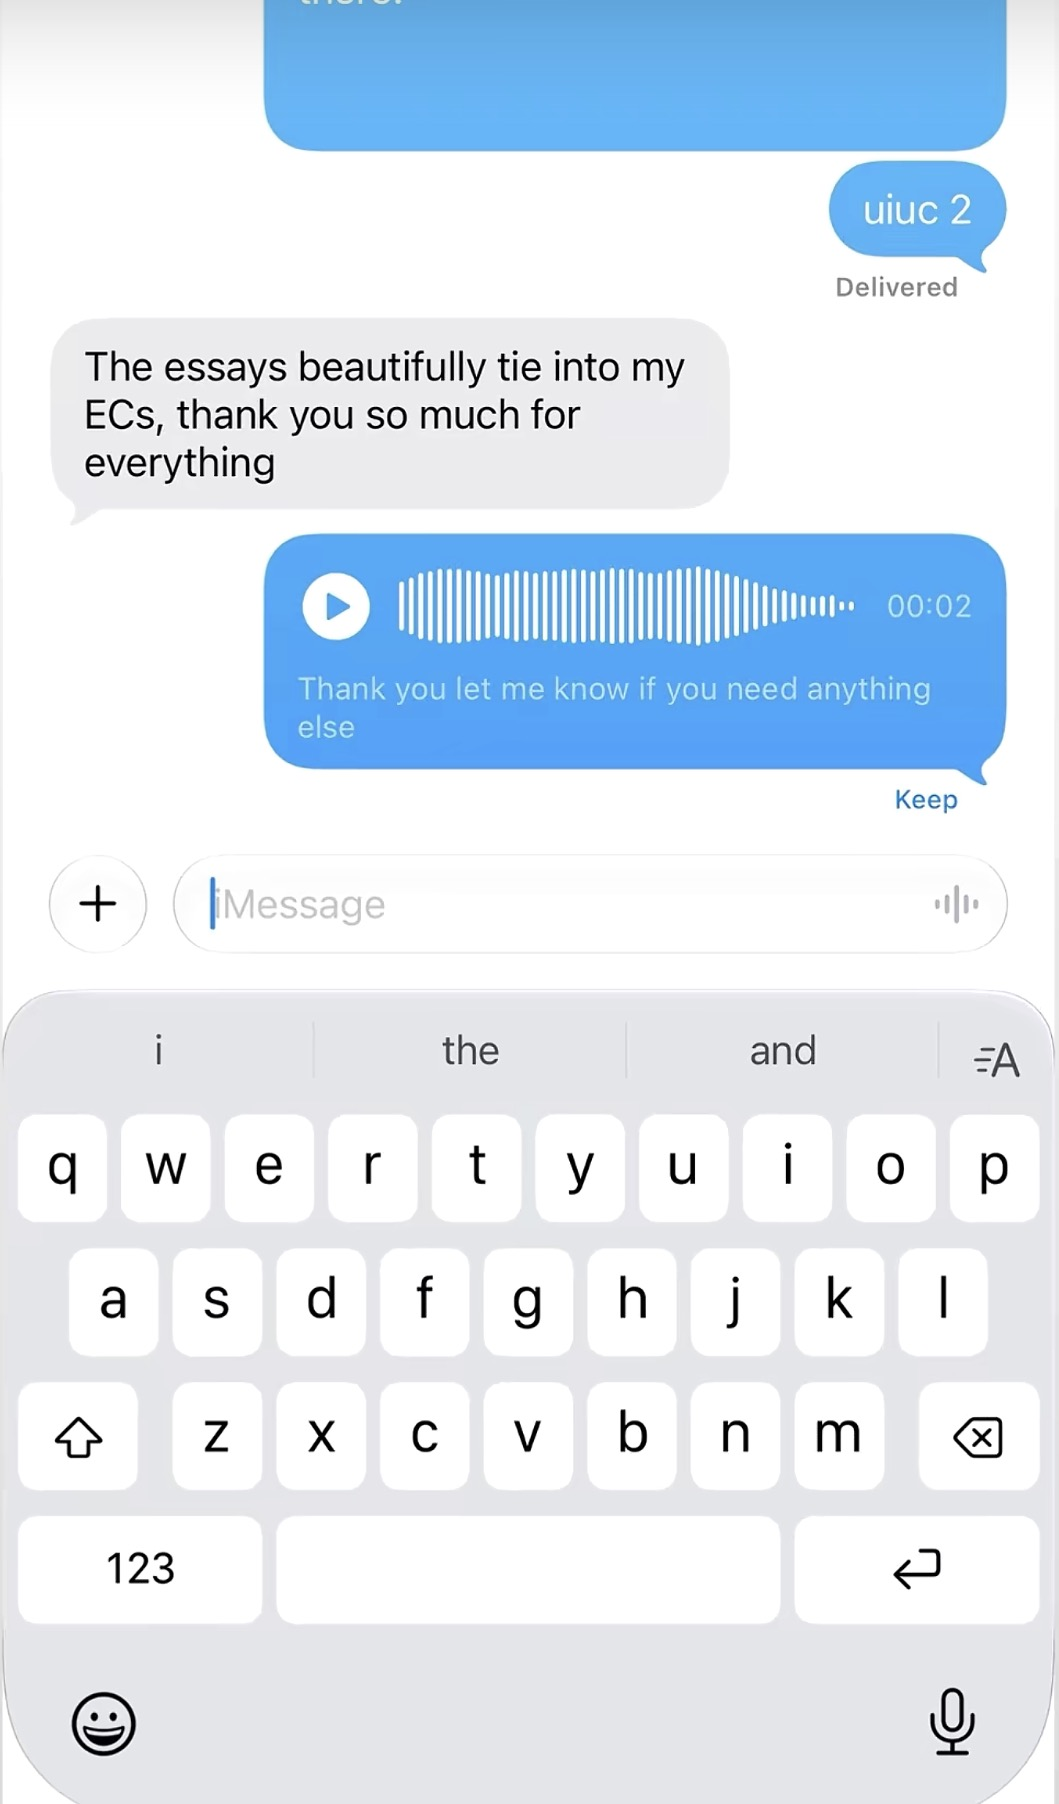 there.
uiuc 2
Delivered
The essays beautifully tie into my
ECs, thank you so much for
everything
00:02
Thank you let me know if you need anything
else
Keep
iMessage
i the and
q w e r t y u i o p
a s d f g h j k l
z x c v b n m
123